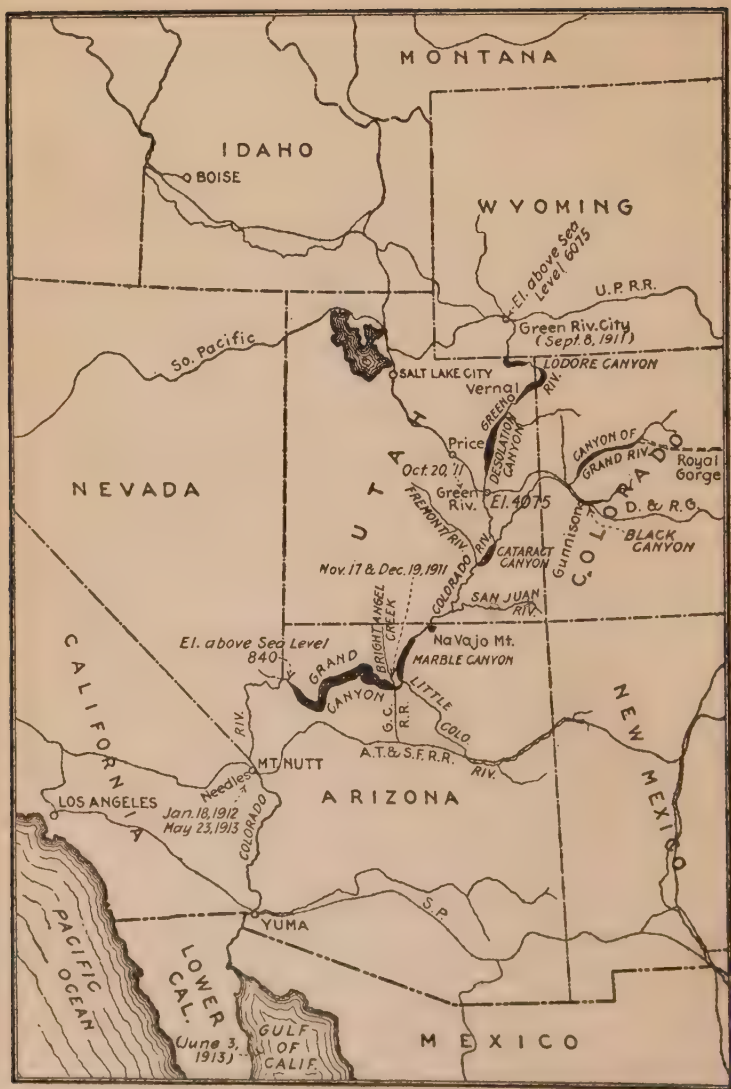 MONTANA
IDAHO
BOISE
WYOMING
El. above Sea
Level 6075
U.P.R.R.
Green Riv. City
(Sept. 8, 1911)
So. Pacific
SALT LAKE CITY
LODORE CANYON
Vernal
GREEN
RIV.
DESOLATION
CANYON
UTAH
Price
Oct. 20, '11
Green
Riv.
El. 4075
CANYON OF
GRAND RIV.
Royal
Gorge
COLORADO
D. & R.G.
Gunnison
BLACK
CANYON
NEVADA
FREMONT RIV.
CATARACT
CANYON
COLORADO RIV.
Nov. 17 & Dec. 19, 1911
SAN JUAN
RIV.
BRIGHT ANGEL
CREEK
NaVajo Mt.
MARBLE CANYON
El. above Sea Level
840
GRAND
CANYON
LITTLE
COLO.
RIV.
G.C.
R.R.
A.T. & S.F.R.R.
CALIFORNIA
RIV.
COLORADO
MT. NUTT
Needles
Jan. 18, 1912
May 23, 1913
LOS ANGELES
ARIZONA
NEW MEXICO
S.P.
YUMA
PACIFIC
OCEAN
LOWER
CAL.
(June 3,
1913)
GULF
OF
CALIF.
MEXICO